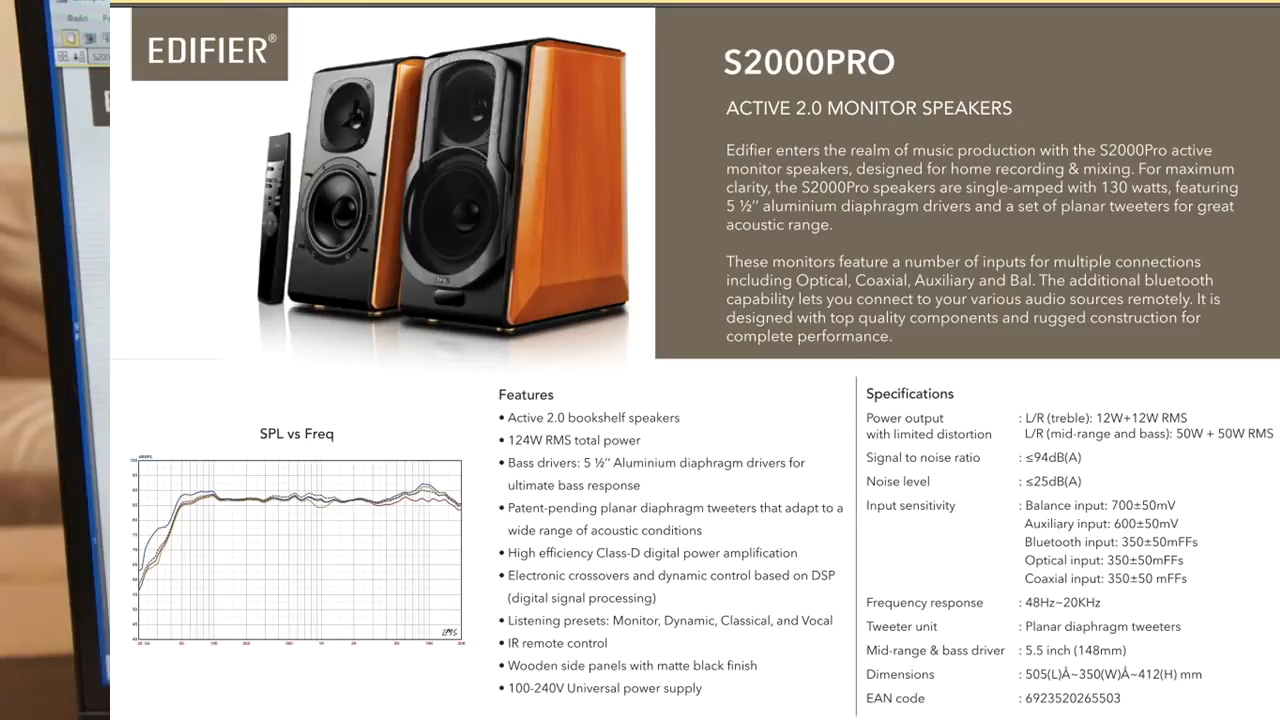 Файл
EDIFIER®
S2000PRO
ACTIVE 2.0 MONITOR SPEAKERS
Edifier enters the realm of music production with the S2000Pro active
monitor speakers, designed for home recording & mixing. For maximum
clarity, the S2000Pro speakers are single-amped with 130 watts, featuring
5 ½’’ aluminium diaphragm drivers and a set of planar tweeters for great
acoustic range.
These monitors feature a number of inputs for multiple connections
including Optical, Coaxial, Auxiliary and Bal. The additional bluetooth
capability lets you connect to your various audio sources remotely. It is
designed with top quality components and rugged construction for
complete performance.
SPL vs Freq
Features
• Active 2.0 bookshelf speakers
• 124W RMS total power
• Bass drivers: 5 ½’’ Aluminium diaphragm drivers for
ultimate bass response
• Patent-pending planar diaphragm tweeters that adapt to a
wide range of acoustic conditions
• High efficiency Class-D digital power amplification
• Electronic crossovers and dynamic control based on DSP
(digital signal processing)
• Listening presets: Monitor, Dynamic, Classical, and Vocal
• IR remote control
• Wooden side panels with matte black finish
• 100-240V Universal power supply
Specifications
Power output : L/R (treble): 12W+12W RMS
with limited distortion L/R (mid-range and bass): 50W + 50W RMS
Signal to noise ratio : ≤94dB(A)
Noise level : ≤25dB(A)
Input sensitivity : Balance input: 700±50mV
Auxiliary input: 600±50mV
Bluetooth input: 350±50mFFs
Optical input: 350±50mFFs
Coaxial input: 350±50 mFFs
Frequency response : 48Hz~20KHz
Tweeter unit : Planar diaphragm tweeters
Mid-range & bass driver : 5.5 inch (148mm)
Dimensions : 505(L)Å~350(W)Å~412(H) mm
EAN code : 6923520265503